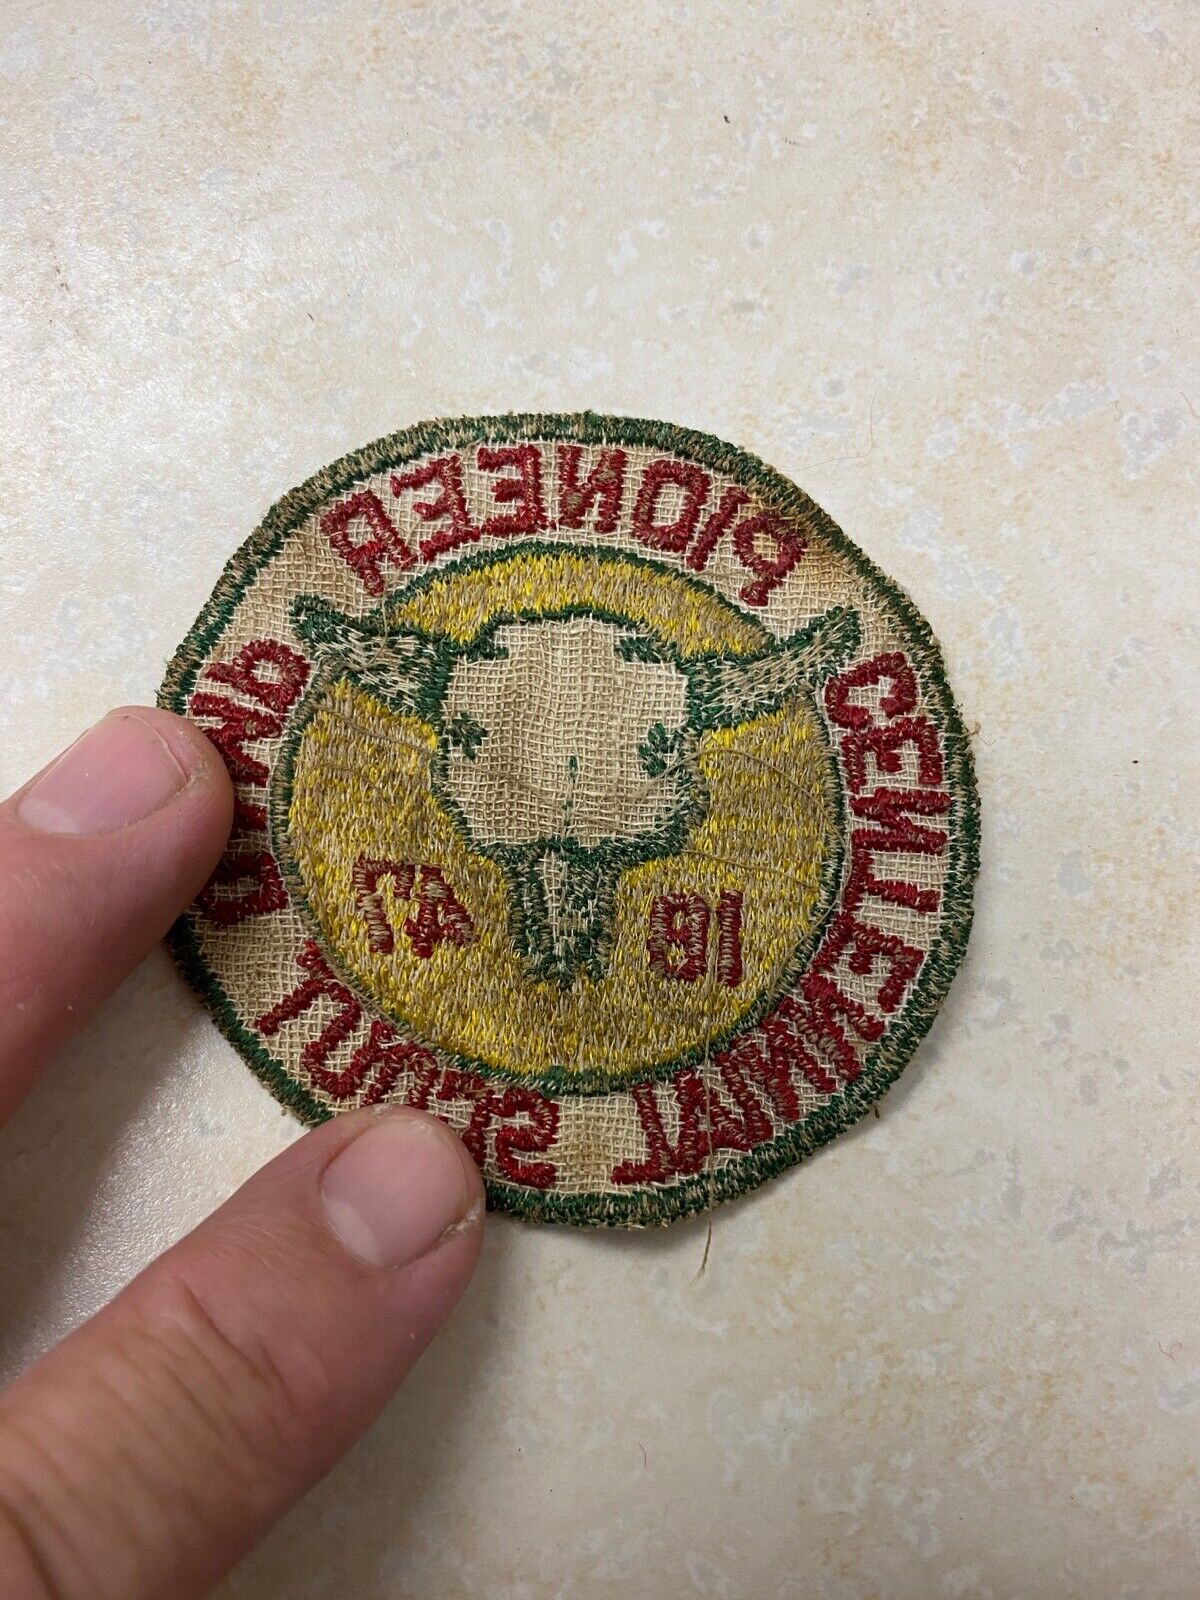 PIONEER
CENTENNIAL
SCOUT
CAMP
19 47